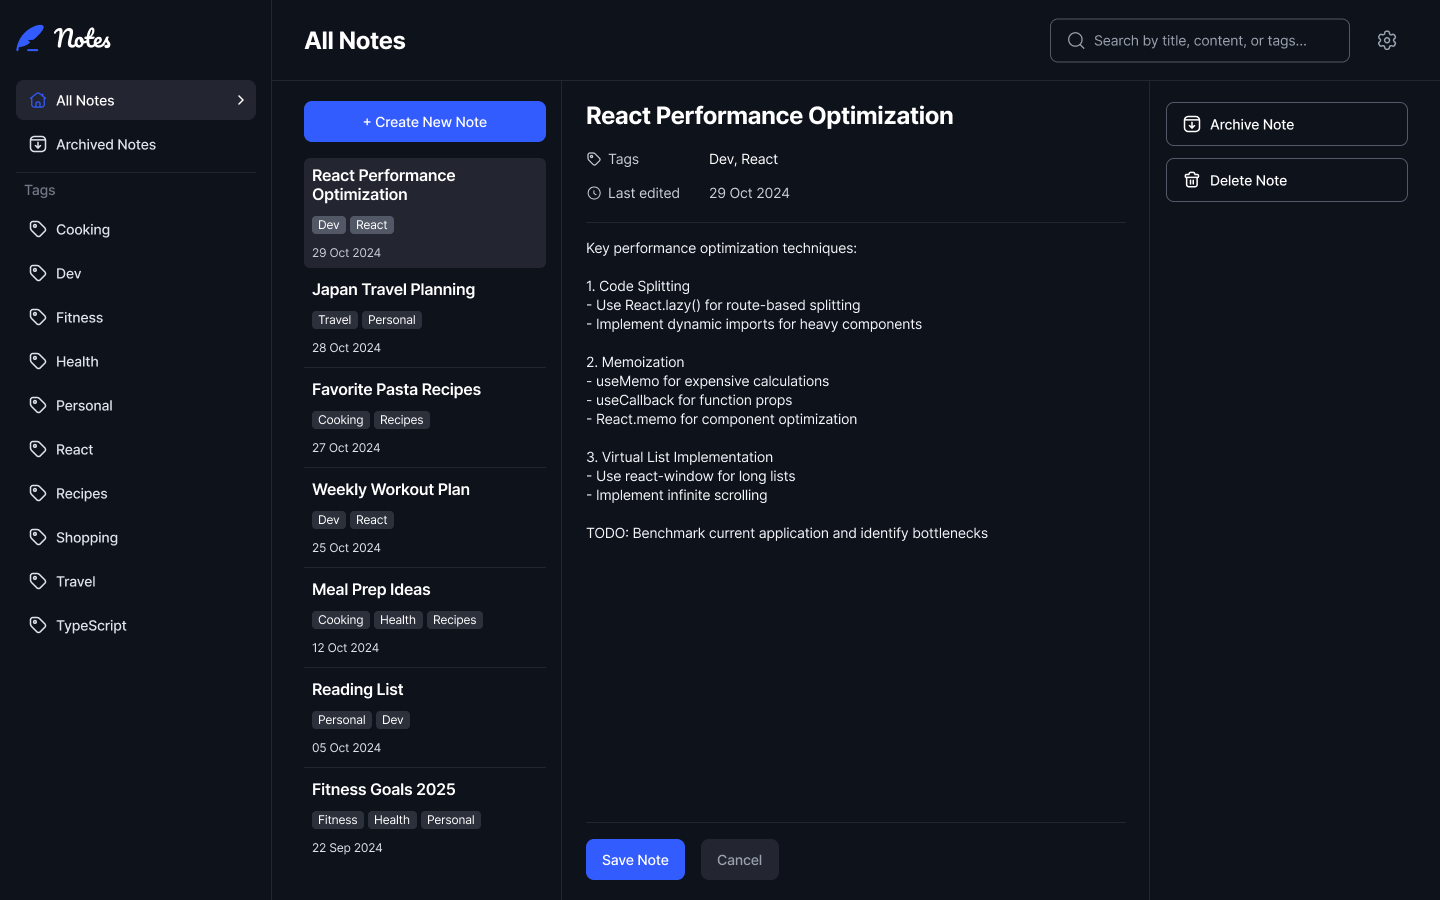 Notes
All Notes
Archived Notes
Tags
Cooking
Dev
Fitness
Health
Personal
React
Recipes
Shopping
Travel
TypeScript
All Notes
Search by title, content, or tags...
+ Create New Note
React Performance
Optimization
Dev React
29 Oct 2024
Japan Travel Planning
Travel Personal
28 Oct 2024
Favorite Pasta Recipes
Cooking Recipes
27 Oct 2024
Weekly Workout Plan
Dev React
25 Oct 2024
Meal Prep Ideas
Cooking Health Recipes
12 Oct 2024
Reading List
Personal Dev
05 Oct 2024
Fitness Goals 2025
Fitness Health Personal
22 Sep 2024
React Performance Optimization
Tags Dev, React
Last edited 29 Oct 2024
Key performance optimization techniques:
1. Code Splitting
- Use React.lazy() for route-based splitting
- Implement dynamic imports for heavy components
2. Memoization
- useMemo for expensive calculations
- useCallback for function props
- React.memo for component optimization
3. Virtual List Implementation
- Use react-window for long lists
- Implement infinite scrolling
TODO: Benchmark current application and identify bottlenecks
Save Note Cancel
Archive Note
Delete Note